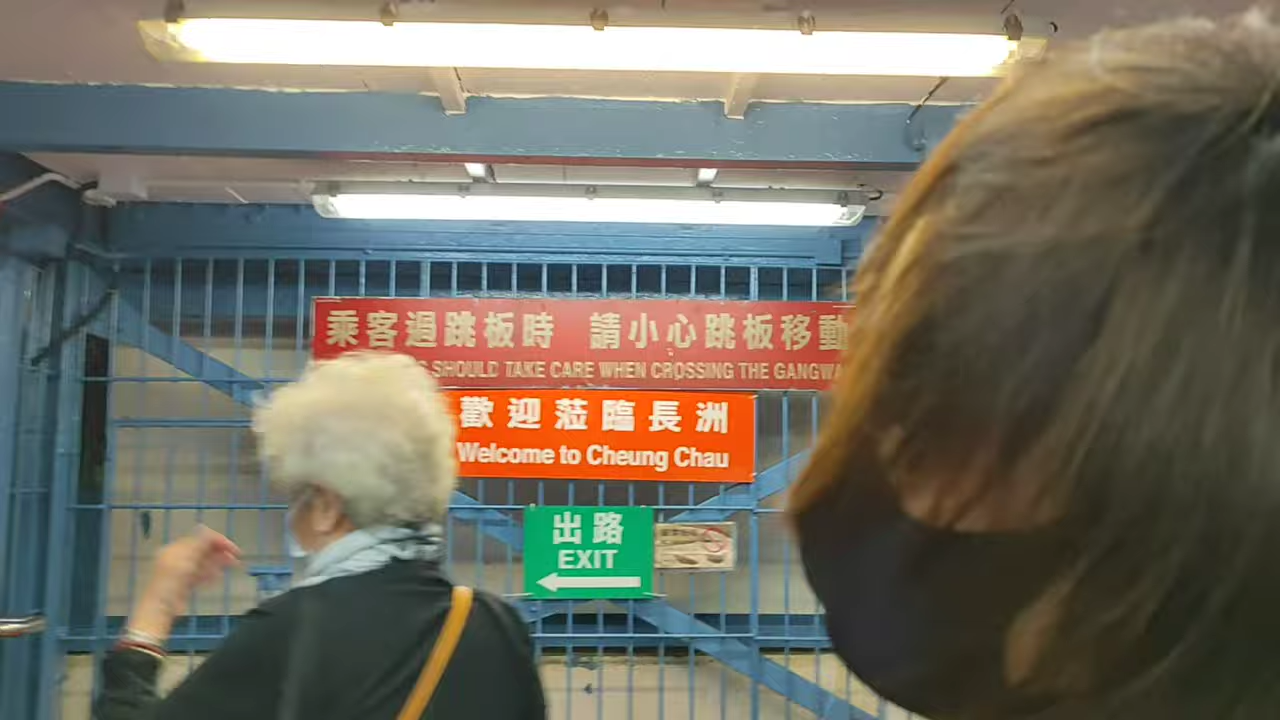 乘客過跳板時 請小心跳板移動
SHOULD TAKE CARE WHEN CROSSING THE
歡迎蒞臨長洲
Welcome to Cheung Chau
出路
EXIT